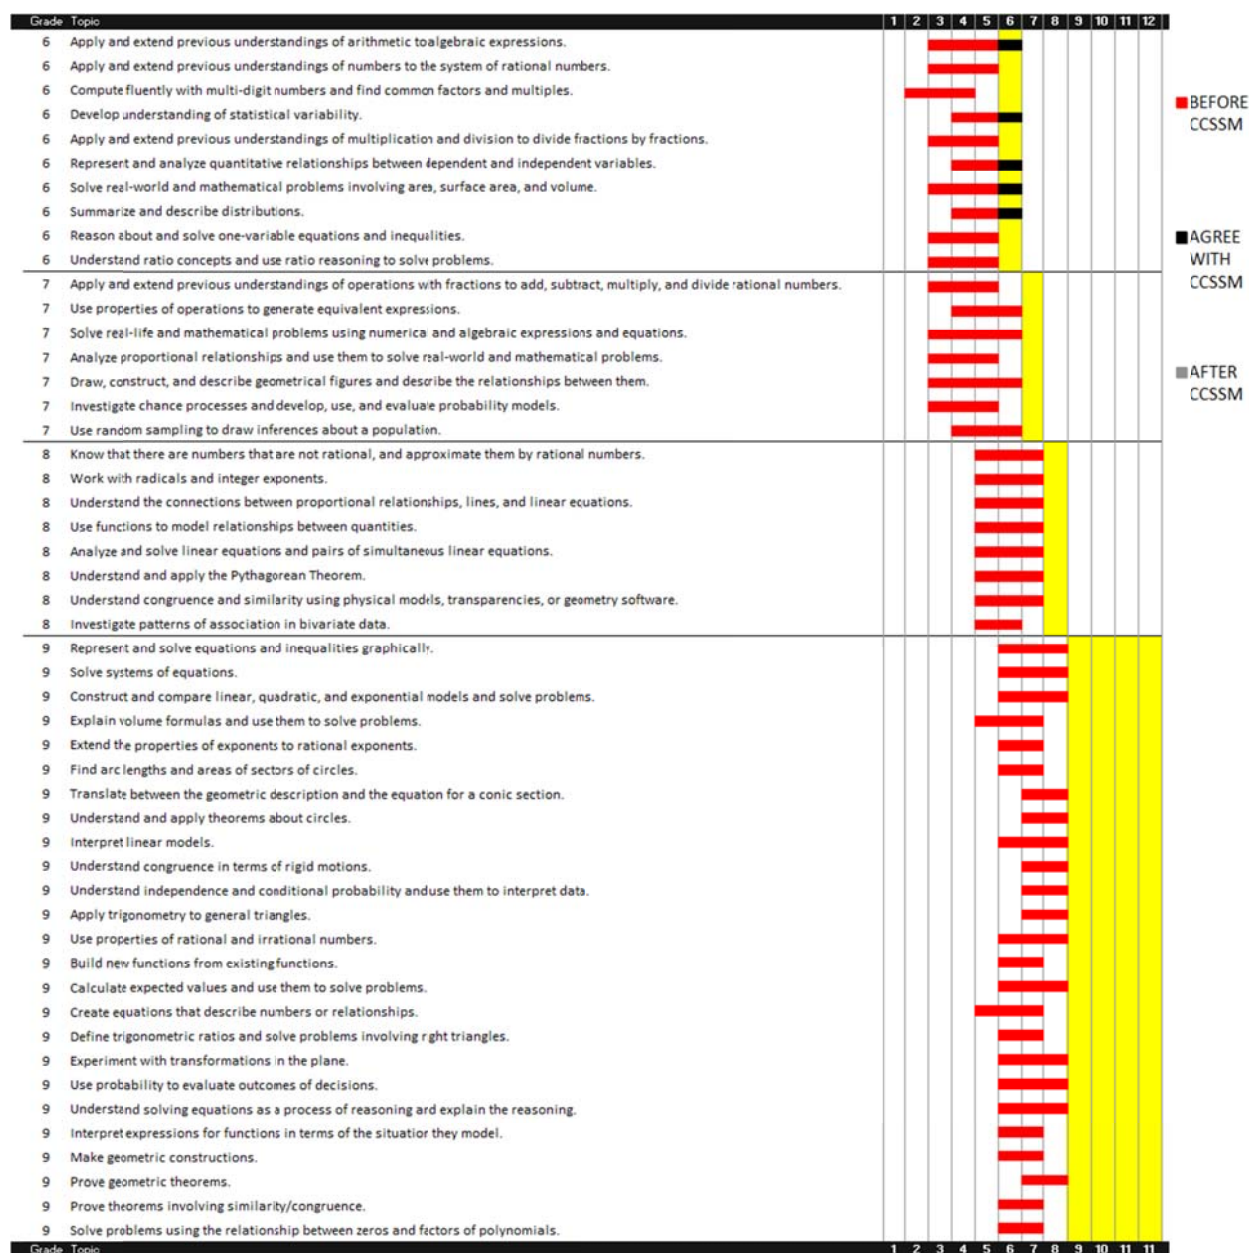 Grade Topic 1 2 3 4 5 6 7 8 9 10 11 12
6 Apply and extend previous understandings of arithmetic toalgebraic expressions.
6 Apply and extend previous understandings of numbers to the system of rational numbers.
6 Compute fluently with multi-digit numbers and find common factors and multiples.
6 Develop understanding of statistical variability.
6 Apply and extend previous understandings of multiplication and division to divide fractions by fractions.
6 Represent and analyze quantitative relationships between dependent and independent variables.
6 Solve real-world and mathematical problems involving area, surface area, and volume.
6 Summarize and describe distributions.
6 Reason about and solve one-variable equations and inequalities.
6 Understand ratio concepts and use ratio reasoning to solve problems.
7 Apply and extend previous understandings of operations with fractions to add, subtract, multiply, and divide rational numbers.
7 Use properties of operations to generate equivalent expressions.
7 Solve real-life and mathematical problems using numerical and algebraic expressions and equations.
7 Analyze proportional relationships and use them to solve real-world and mathematical problems.
7 Draw, construct, and describe geometrical figures and describe the relationships between them.
7 Investigate chance processes and develop, use, and evaluate probability models.
7 Use random sampling to draw inferences about a population.
8 Know that there are numbers that are not rational, and approximate them by rational numbers.
8 Work with radicals and integer exponents.
8 Understand the connections between proportional relationships, lines, and linear equations.
8 Use functions to model relationships between quantities.
8 Analyze and solve linear equations and pairs of simultaneous linear equations.
8 Understand and apply the Pythagorean Theorem.
8 Understand congruence and similarity using physical models, transparencies, or geometry software.
8 Investigate patterns of association in bivariate data.
9 Represent and solve equations and inequalities graphically.
9 Solve systems of equations.
9 Construct and compare linear, quadratic, and exponential models and solve problems.
9 Explain volume formulas and use them to solve problems.
9 Extend the properties of exponents to rational exponents.
9 Find arc lengths and areas of sectors of circles.
9 Translate between the geometric description and the equation for a conic section.
9 Understand and apply theorems about circles.
9 Interpret linear models.
9 Understand congruence in terms of rigid motions.
9 Understand independence and conditional probability and use them to interpret data.
9 Apply trigonometry to general triangles.
9 Use properties of rational and irrational numbers.
9 Build new functions from existing functions.
9 Calculate expected values and use them to solve problems.
9 Create equations that describe numbers or relationships.
9 Define trigonometric ratios and solve problems involving right triangles.
9 Experiment with transformations in the plane.
9 Use probability to evaluate outcomes of decisions.
9 Understand solving equations as a process of reasoning and explain the reasoning.
9 Interpret expressions for functions in terms of the situation they model.
9 Make geometric constructions.
9 Prove geometric theorems.
9 Prove theorems involving similarity/congruence.
9 Solve problems using the relationship between zeros and factors of polynomials.
Grade Topic 1 2 3 4 5 6 7 8 9 10 11 11
BEFORE
CCSSM
AGREE
WITH
CCSSM
AFTER
CCSSM